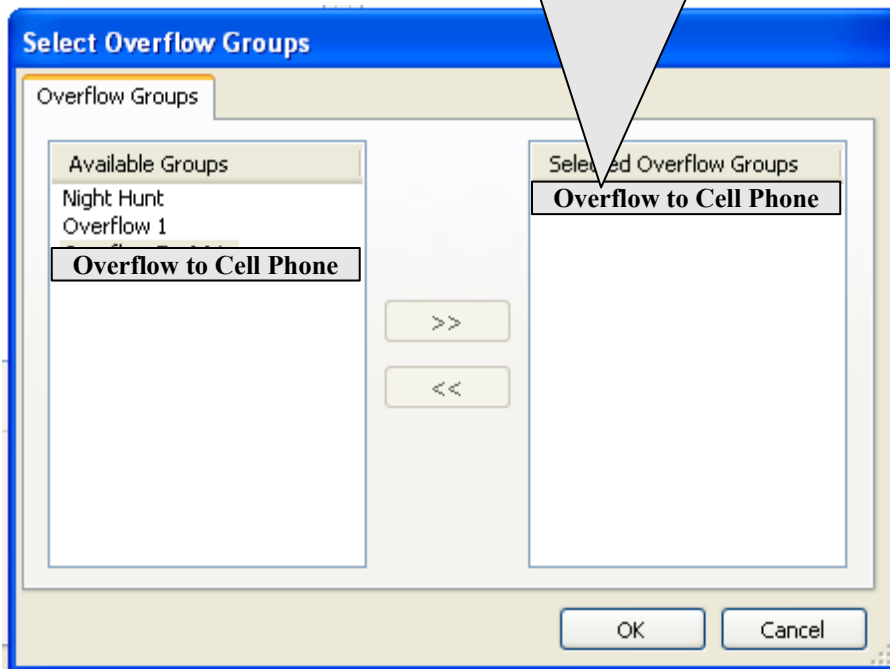 Select Overflow Groups
Overflow Groups
Available Groups
Night Hunt
Overflow 1
Overflow to Cell Phone
>>
<<
Selected Overflow Groups
Overflow to Cell Phone
OK
Cancel